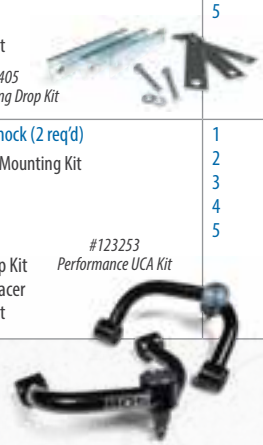 5
t
405
ng Drop Kit
hock (2 req’d)
1
Mounting Kit
2
3
4
5
#123253
p Kit
Performance UCA Kit
acer
t